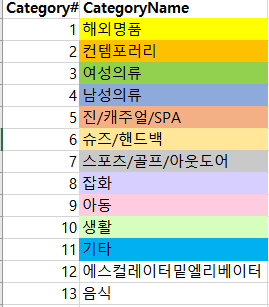 Category# CategoryName
1 해외명품
2 컨템포러리
3 여성의류
4 남성의류
5 진/캐주얼/SPA
6 슈즈/핸드백
7 스포츠/골프/아웃도어
8 잡화
9 아동
10 생활
11 기타
12 에스컬레이터및엘리베이터
13 음식